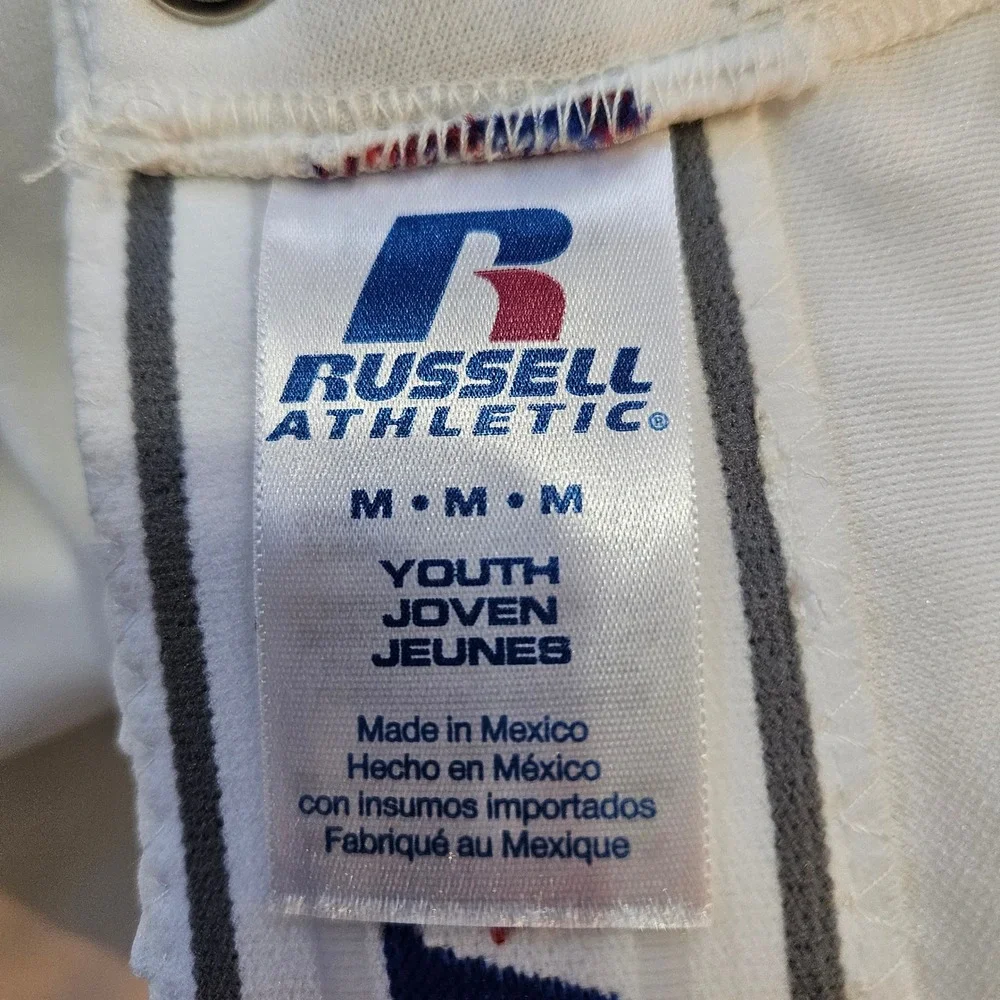 RUSSELL
ATHLETIC®
M • M • M
YOUTH
JOVEN
JEUNES
Made in Mexico
Hecho en México
con insumos importados
Fabriqué au Mexique